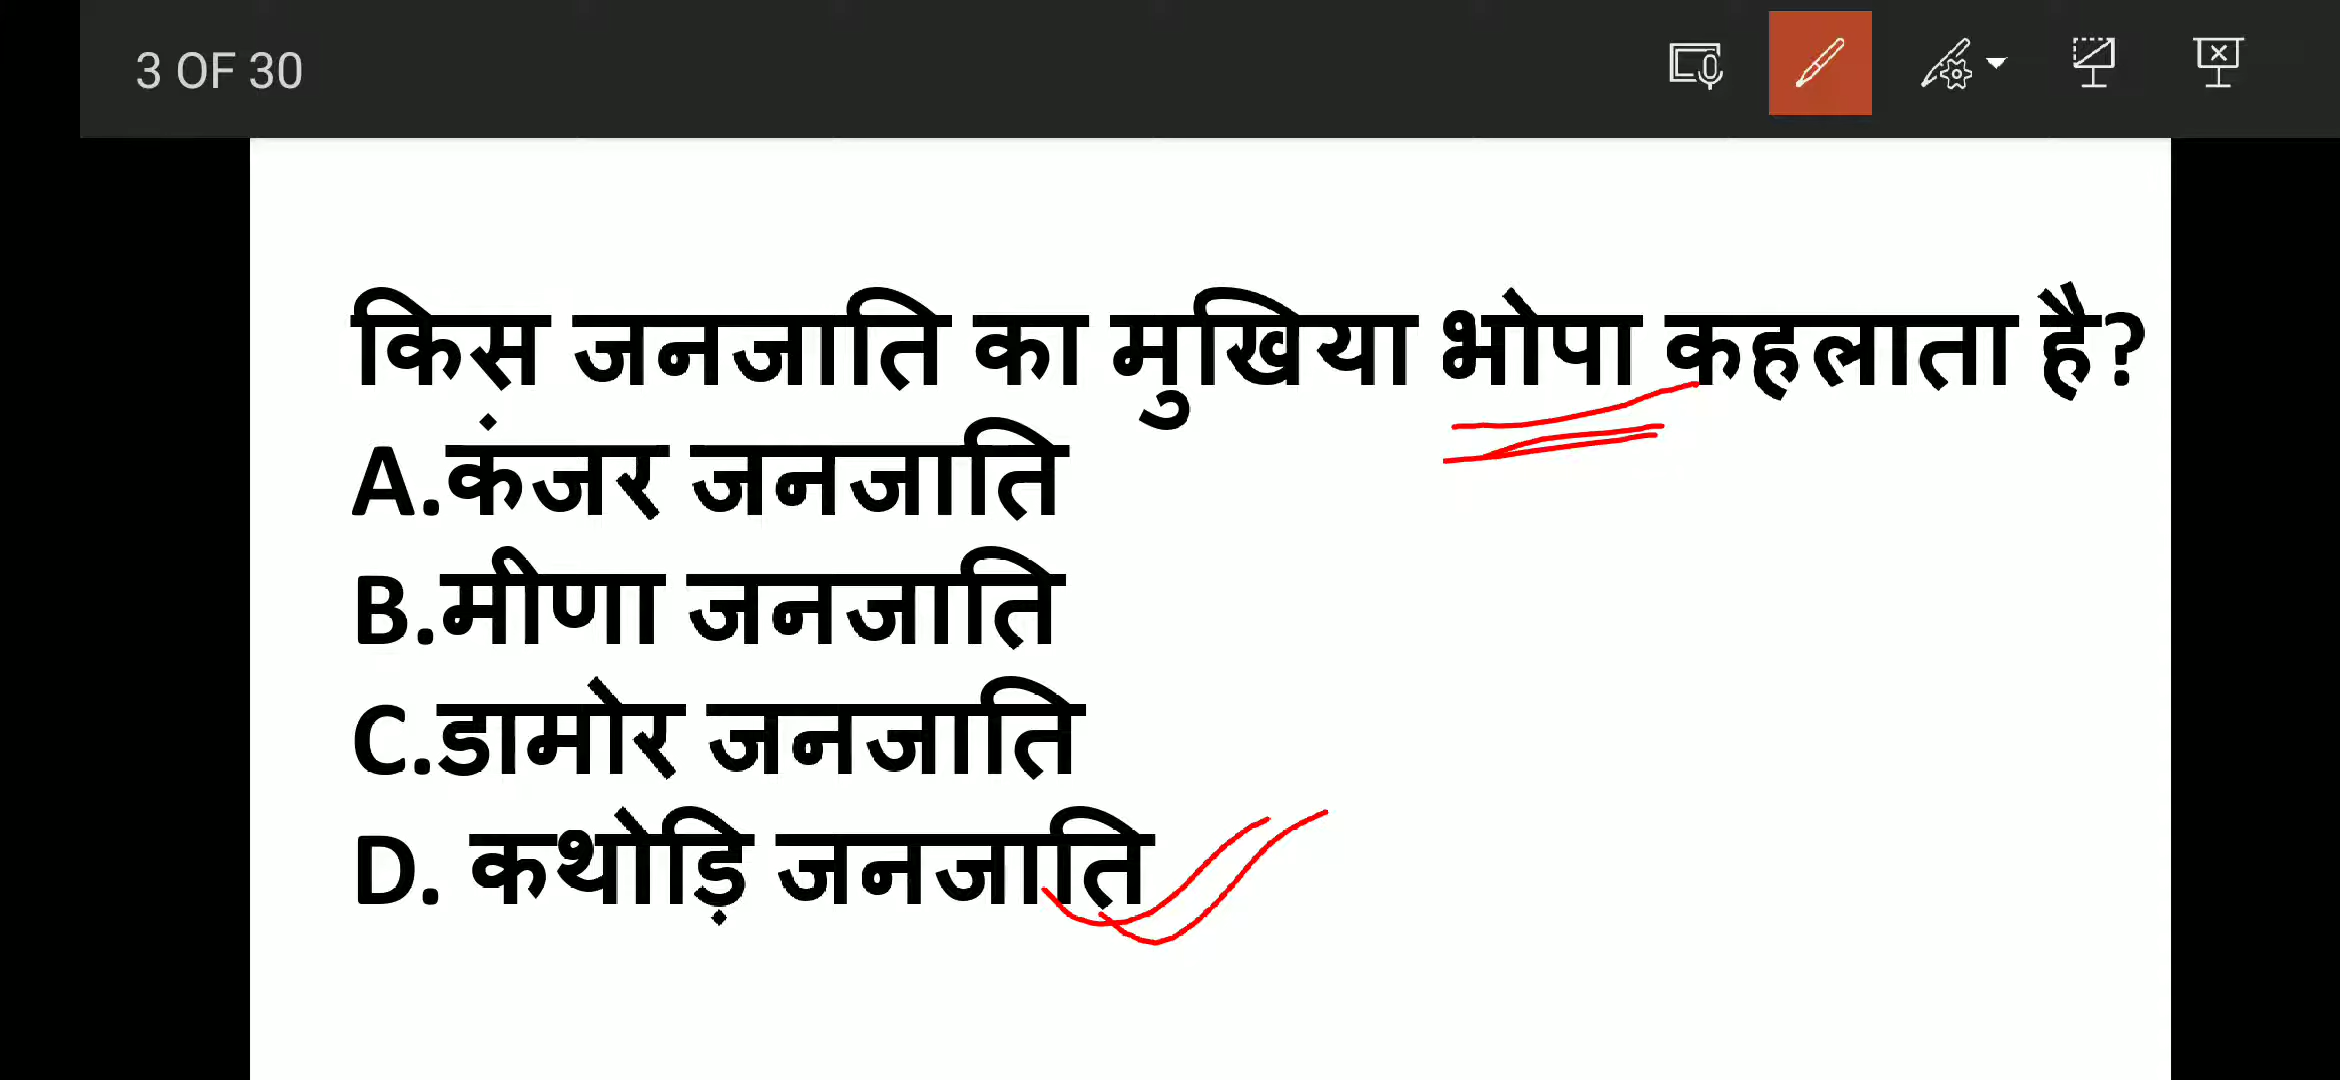 3 OF 30
किस जनजाति का मुखिया भोपा कहलाता है?
A.कंजर जनजाति
B.मीणा जनजाति
C.डामोर जनजाति
D. कथोड़ि जनजाति